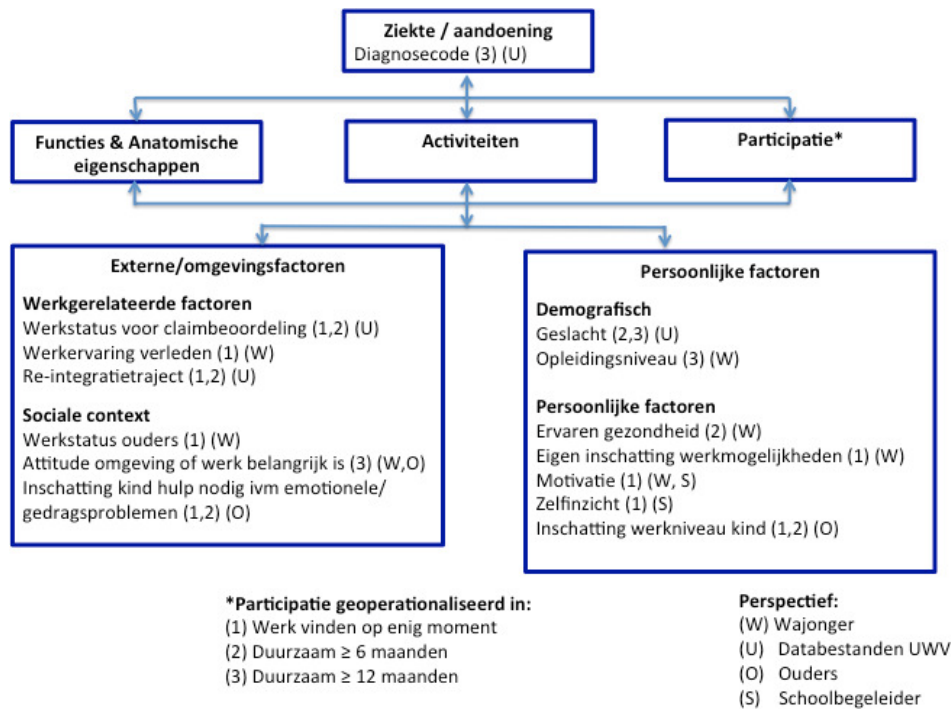 Ziekte / aandoening
Diagnosecode (3) (U)
Functies & Anatomische
eigenschappen
Activiteiten
Participatie*
Externe/omgevingsfactoren
Werkgerelateerde factoren
Werkstatus voor claimbeoordeling (1,2) (U)
Werkervaring verleden (1) (W)
Re-integratietraject (1,2) (U)
Sociale context
Werkstatus ouders (1) (W)
Attitude omgeving of werk belangrijk is (3) (W,O)
Inschatting kind hulp nodig ivm emotionele/
gedragsproblemen (1,2) (O)
Persoonlijke factoren
Demografisch
Geslacht (2,3) (U)
Opleidingsniveau (3) (W)
Persoonlijke factoren
Ervaren gezondheid (2) (W)
Eigen inschatting werkmogelijkheden (1) (W)
Motivatie (1) (W, S)
Zelfinzicht (1) (S)
Inschatting werkniveau kind (1,2) (O)
*Participatie geoperationaliseerd in:
(1) Werk vinden op enig moment
(2) Duurzaam ≥ 6 maanden
(3) Duurzaam ≥ 12 maanden
Perspectief:
(W) Wajonger
(U) Databestanden UWV
(O) Ouders
(S) Schoolbegeleider